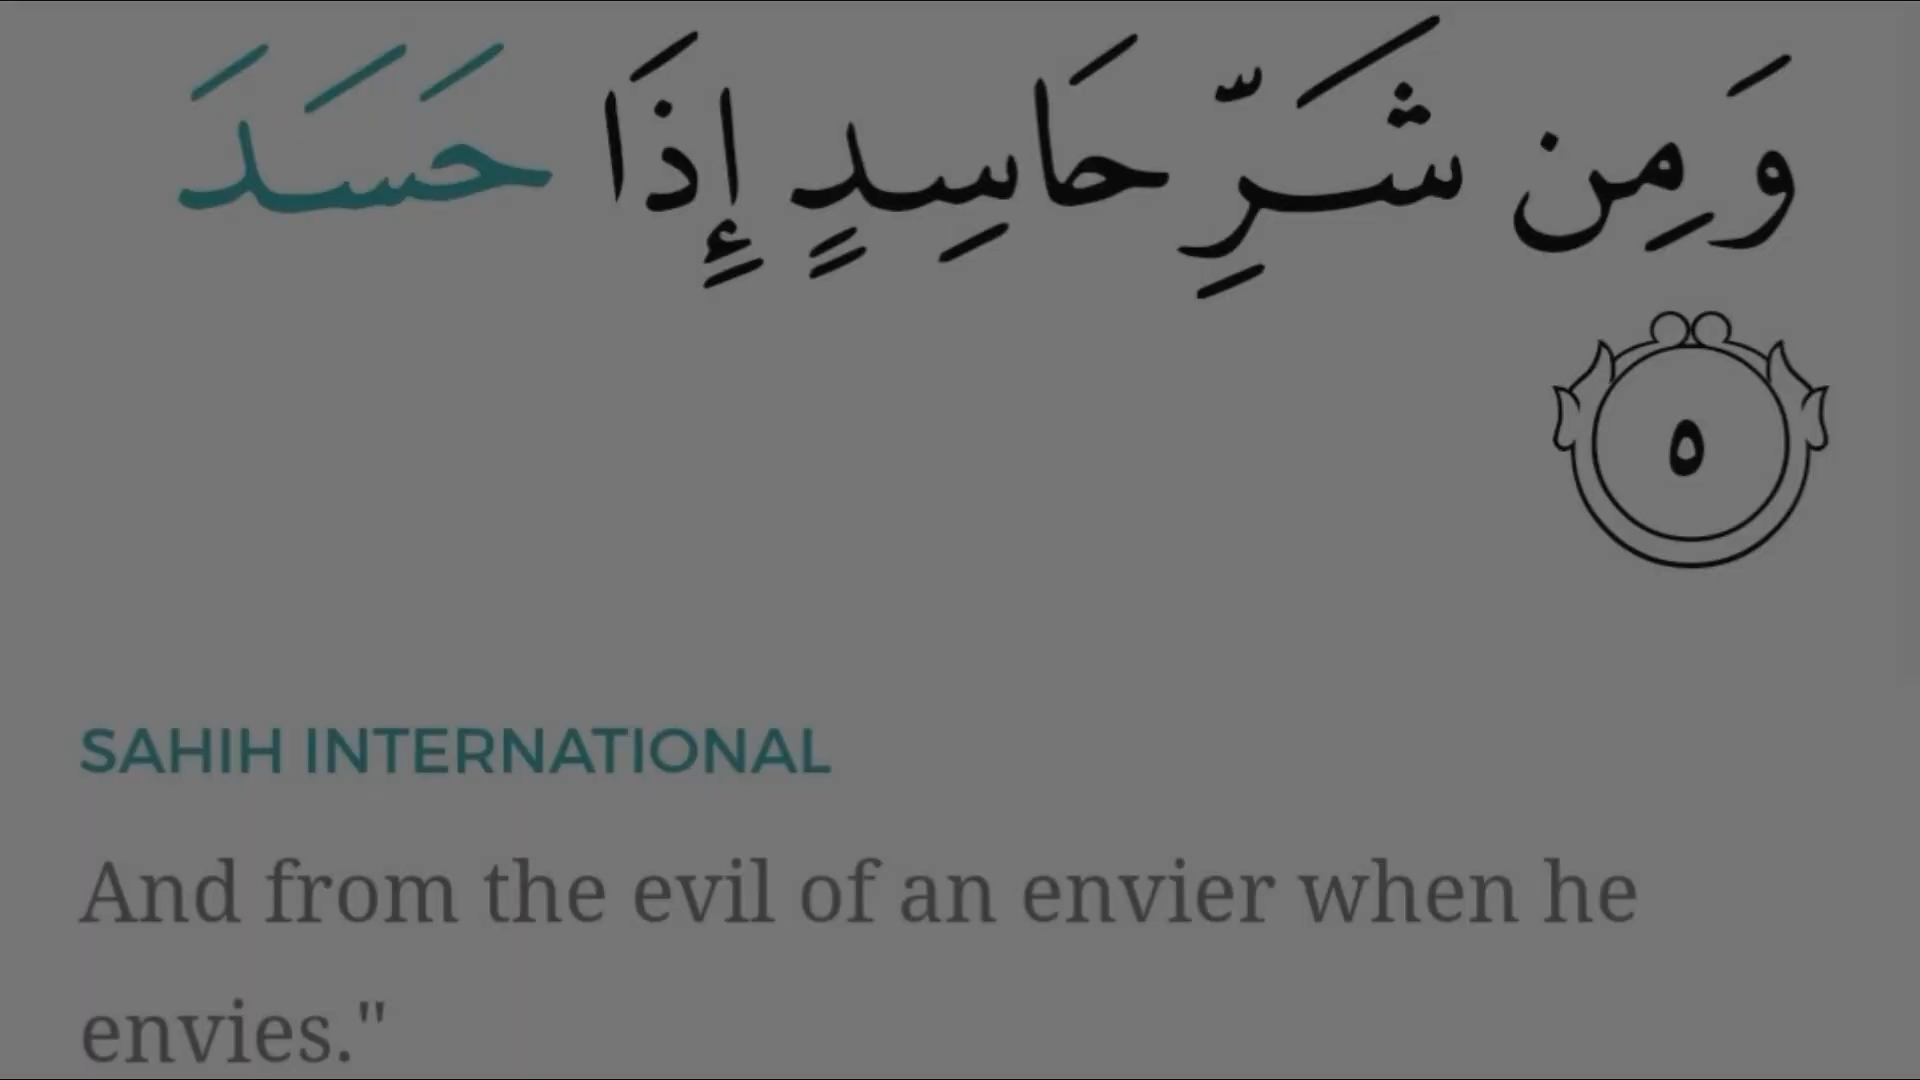 وَمِن شَرِّ حَاسِدٍ إِذَا حَسَدَ
٥
SAHIH INTERNATIONAL
And from the evil of an envier when he
envies."